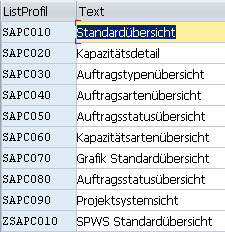 ListProfil Text
SAPC010 Standardübersicht
SAPC020 Kapazitätsdetail
SAPC030 Auftragstypenübersicht
SAPC040 Auftragsartenübersicht
SAPC050 Auftragsstatusübersicht
SAPC060 Kapazitätsartenübersicht
SAPC070 Grafik Standardübersicht
SAPC080 Auftragsstatusübersicht
SAPC090 Projektsystemsicht
ZSAPC010 SPWS Standardübersicht